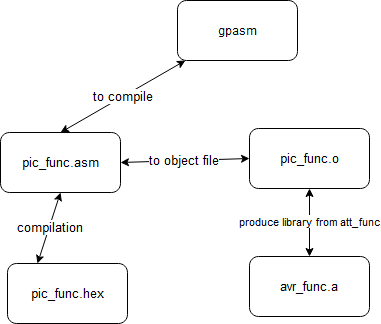 gpasm
to compile
pic_func.asm
to object file
pic_func.o
compilation
produce library from att_func
pic_func.hex
avr_func.a